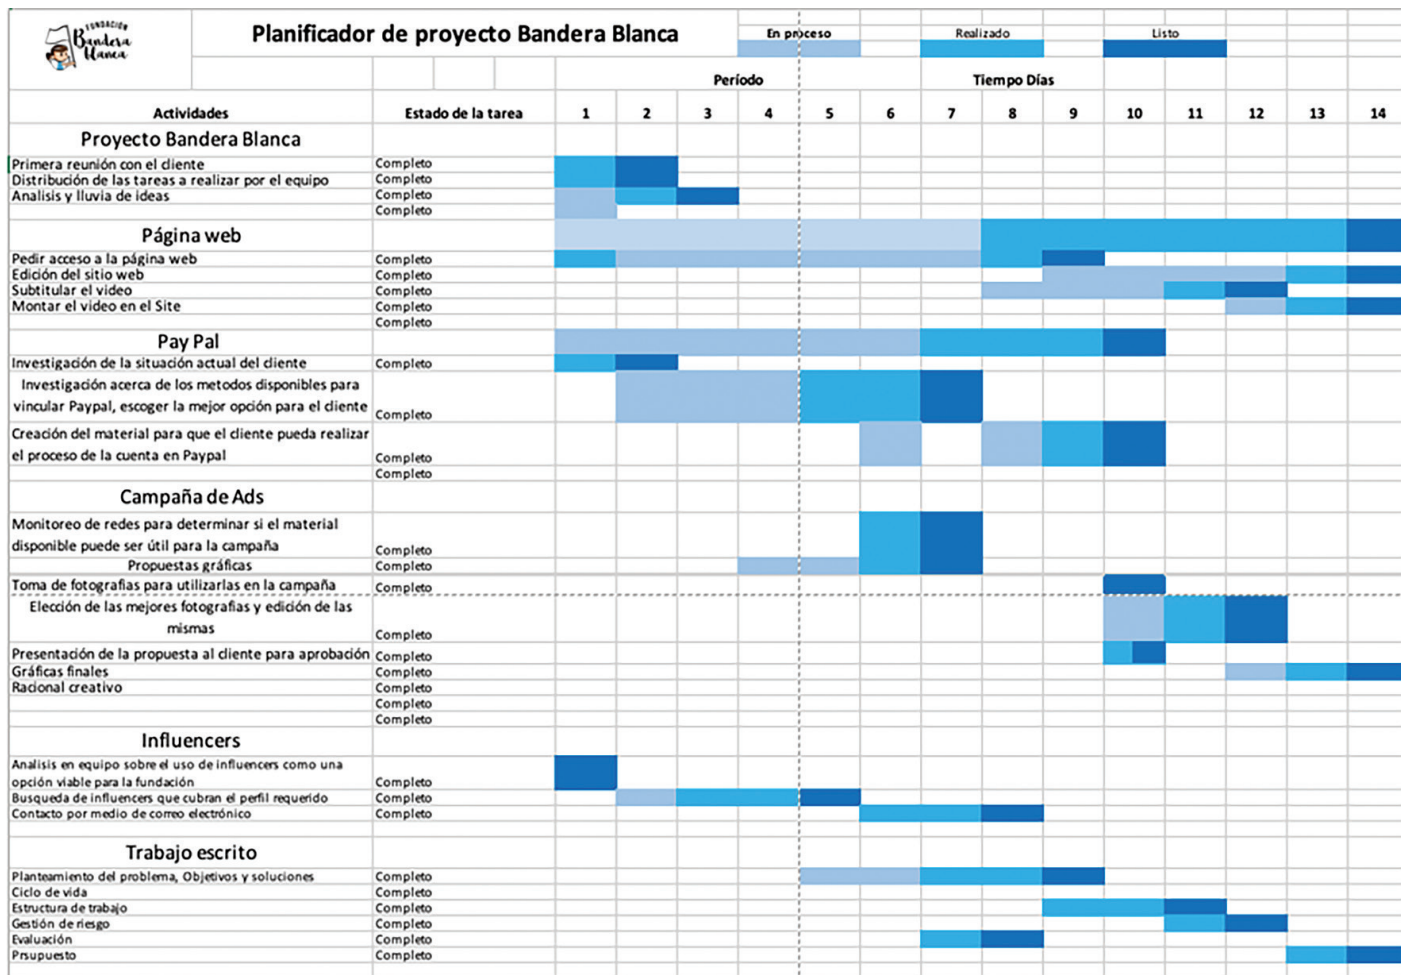 FUNDACIÓN
Bandera
blanca
Planificador de proyecto Bandera Blanca
En proceso
Realizado
Listo
Período
Tiempo Días
Actividades
Estado de la tarea
1 2 3 4 5 6 7 8 9 10 11 12 13 14
Proyecto Bandera Blanca
Primera reunión con el cliente Completo
Distribución de las tareas a realizar por el equipo Completo
Analisis y lluvia de ideas Completo
Completo
Página web
Pedir acceso a la página web Completo
Edición del sitio web Completo
Subtitular el video Completo
Montar el video en el Site Completo
Completo
Pay Pal
Investigación de la situación actual del cliente Completo
Investigación acerca de los metodos disponibles para
vincular Paypal, escoger la mejor opción para el cliente Completo
Creación del material para que el cliente pueda realizar
el proceso de la cuenta en Paypal Completo
Completo
Campaña de Ads
Monitoreo de redes para determinar si el material
disponible puede ser útil para la campaña Completo
Propuestas gráficas Completo
Toma de fotografias para utilizarlas en la campaña Completo
Elección de las mejores fotografias y edición de las
mismas Completo
Presentación de la propuesta al cliente para aprobación Completo
Gráficas finales Completo
Racional creativo Completo
Completo
Completo
Influencers
Analisis en equipo sobre el uso de influencers como una
opción viable para la fundación Completo
Busqueda de influencers que cubran el perfil requerido Completo
Contacto por medio de correo electrónico Completo
Trabajo escrito
Planteamiento del problema, Objetivos y soluciones Completo
Ciclo de vida Completo
Estructura de trabajo Completo
Gestión de riesgo Completo
Evaluación Completo
Prsupuesto Completo